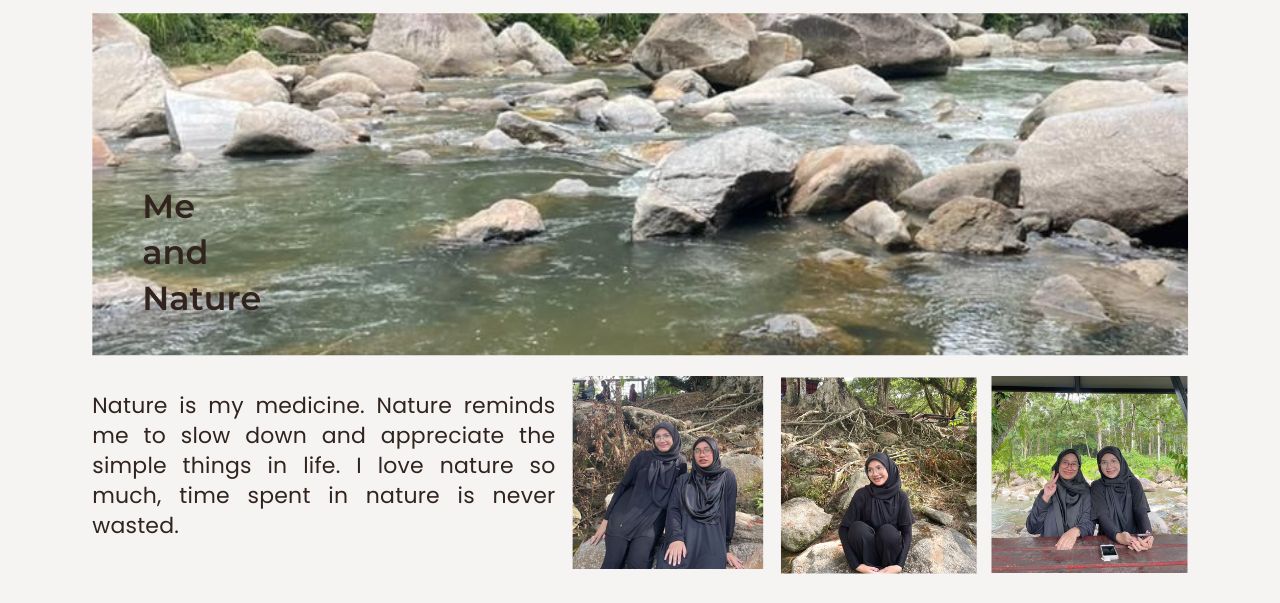 Me
and
Nature
Nature is my medicine. Nature reminds
me to slow down and appreciate the
simple things in life. I love nature so
much, time spent in nature is never
wasted.